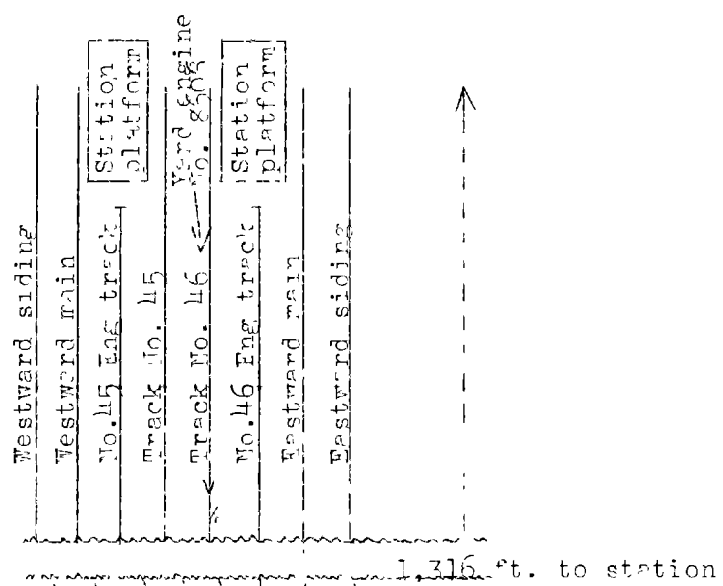 Westward siding
Westward main
No.45 Eng track
Station
platform
Track No. 45
Yard Engine
No.
Track No. 46
Station
platform
No.46 Eng track
Eastward main
Eastward siding
1,316 ft. to station